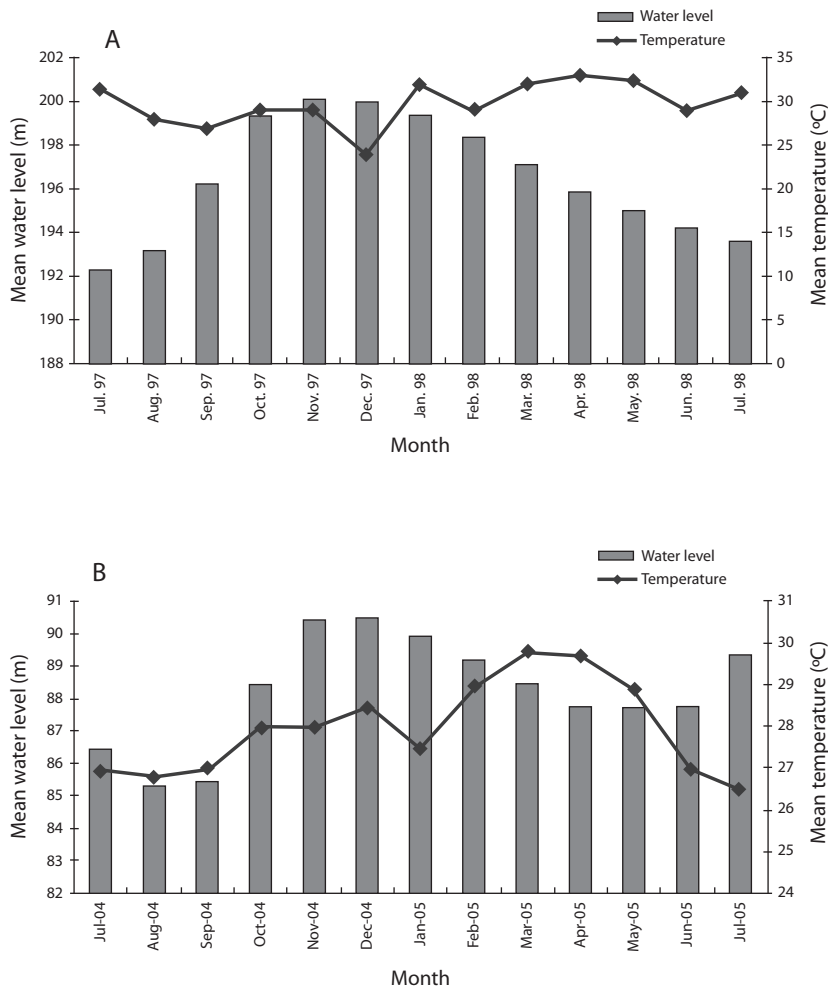 Water level
Temperature
A
202
200
198
196
194
192
190
188
Mean water level (m)
35
30
25
20
15
10
5
0
Mean temperature (ºC)
Jul. 97
Aug. 97
Sep. 97
Oct. 97
Nov. 97
Dec. 97
Jan. 98
Feb. 98
Mar. 98
Apr. 98
May. 98
Jun. 98
Jul. 98
Month
Water level
Temperature
B
91
90
89
88
87
86
85
84
83
82
Mean water level (m)
31
30
29
28
27
26
25
24
Mean temperature (ºC)
Jul-04
Aug-04
Sep-04
Oct-04
Nov-04
Dec-04
Jan-05
Feb-05
Mar-05
Apr-05
May-05
Jun-05
Jul-05
Month